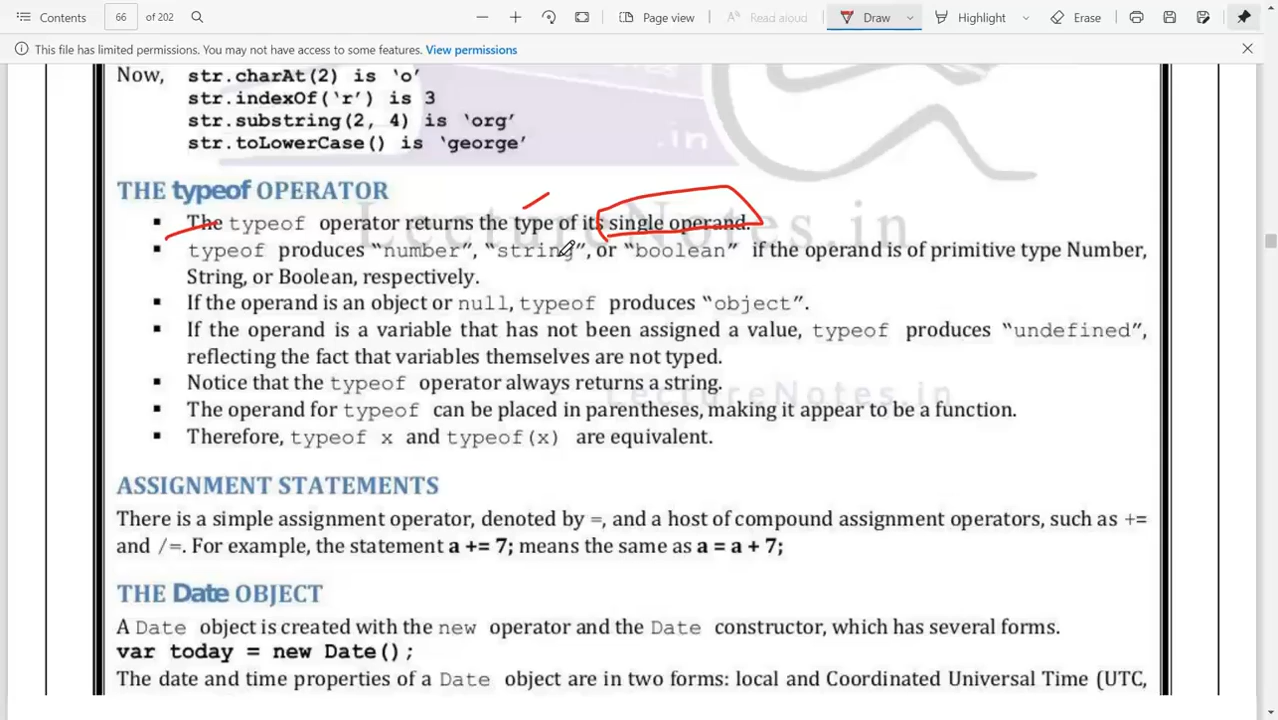 Contents 66 of 202 Page view Read aloud Draw Highlight Erase
This file has limited permissions. You may not have access to some features. View permissions
Now, str.charAt(2) is ‘o’
str.indexOf(‘r’) is 3
str.substring(2, 4) is ‘org’
str.toLowerCase() is ‘george’
.in
THE typeof OPERATOR
▪ The typeof operator returns the type of its single operand.
LectureNotes.in
▪ typeof produces “number”, “string”, or “boolean” if the operand is of primitive type Number,
String, or Boolean, respectively.
▪ If the operand is an object or null, typeof produces “object”.
▪ If the operand is a variable that has not been assigned a value, typeof produces “undefined”,
reflecting the fact that variables themselves are not typed.
▪ Notice that the typeof operator always returns a string.
LectureNotes.in
▪ The operand for typeof can be placed in parentheses, making it appear to be a function.
▪ Therefore, typeof x and typeof(x) are equivalent.
ASSIGNMENT STATEMENTS
There is a simple assignment operator, denoted by =, and a host of compound assignment operators, such as +=
and /=. For example, the statement a += 7; means the same as a = a + 7;
THE Date OBJECT
A Date object is created with the new operator and the Date constructor, which has several forms.
var today = new Date();
The date and time properties of a Date object are in two forms: local and Coordinated Universal Time (UTC,